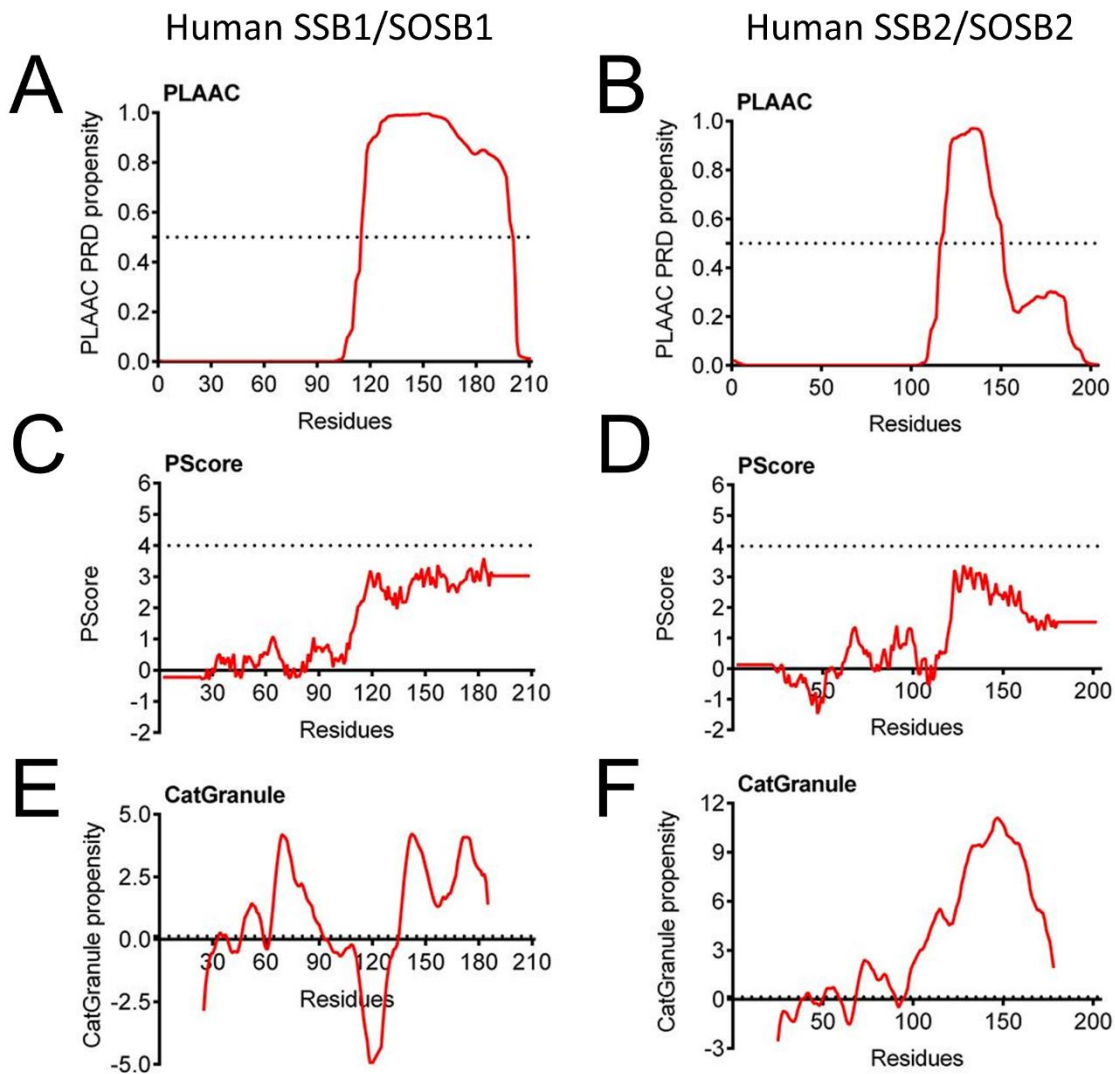 Human SSB1/SOSB1
Human SSB2/SOSB2
A
PLAAC
PLAAC PRD propensity
1.0
0.8
0.6
0.4
0.2
0.0
0 30 60 90 120 150 180 210
Residues
B
PLAAC
PLAAC PRD propensity
1.0
0.8
0.6
0.4
0.2
0.0
0 50 100 150 200
Residues
C
PScore
PScore
6
5
4
3
2
1
0
-1
-2
30 60 90 120 150 180 210
Residues
D
PScore
PScore
6
5
4
3
2
1
0
-1
-2
50 100 150 200
Residues
E
CatGranule
CatGranule propensity
5.0
2.5
0.0
-2.5
-5.0
30 60 90 120 150 180 210
Residues
F
CatGranule
CatGranule propensity
12
9
6
3
0
-3
50 100 150 200
Residues